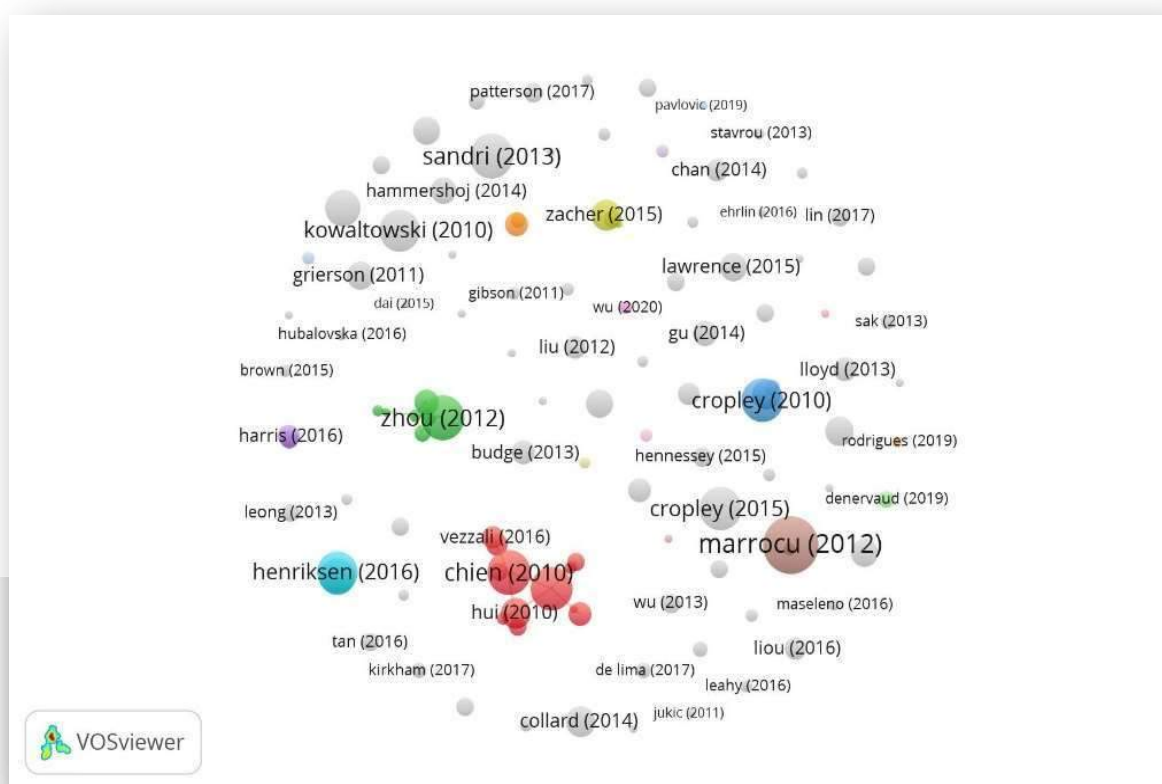 patterson (2017)
pavlovic (2019)
stavrou (2013)
sandri (2013)
chan (2014)
hammershoj (2014)
zacher (2015)
ehrlin (2016)
lin (2017)
kowaltowski (2010)
lawrence (2015)
grierson (2011)
gibson (2011)
dai (2015)
wu (2020)
sak (2013)
hubalovska (2016)
gu (2014)
liu (2012)
brown (2015)
lloyd (2013)
cropley (2010)
zhou (2012)
harris (2016)
rodrigues (2019)
budge (2013)
hennessey (2015)
denervaud (2019)
cropley (2015)
leong (2013)
vezzali (2016)
marrocu (2012)
henriksen (2016)
chien (2010)
wu (2013)
maseleno (2016)
hui (2010)
tan (2016)
liou (2016)
kirkham (2017)
de lima (2017)
leahy (2016)
jukic (2011)
collard (2014)
VOSviewer